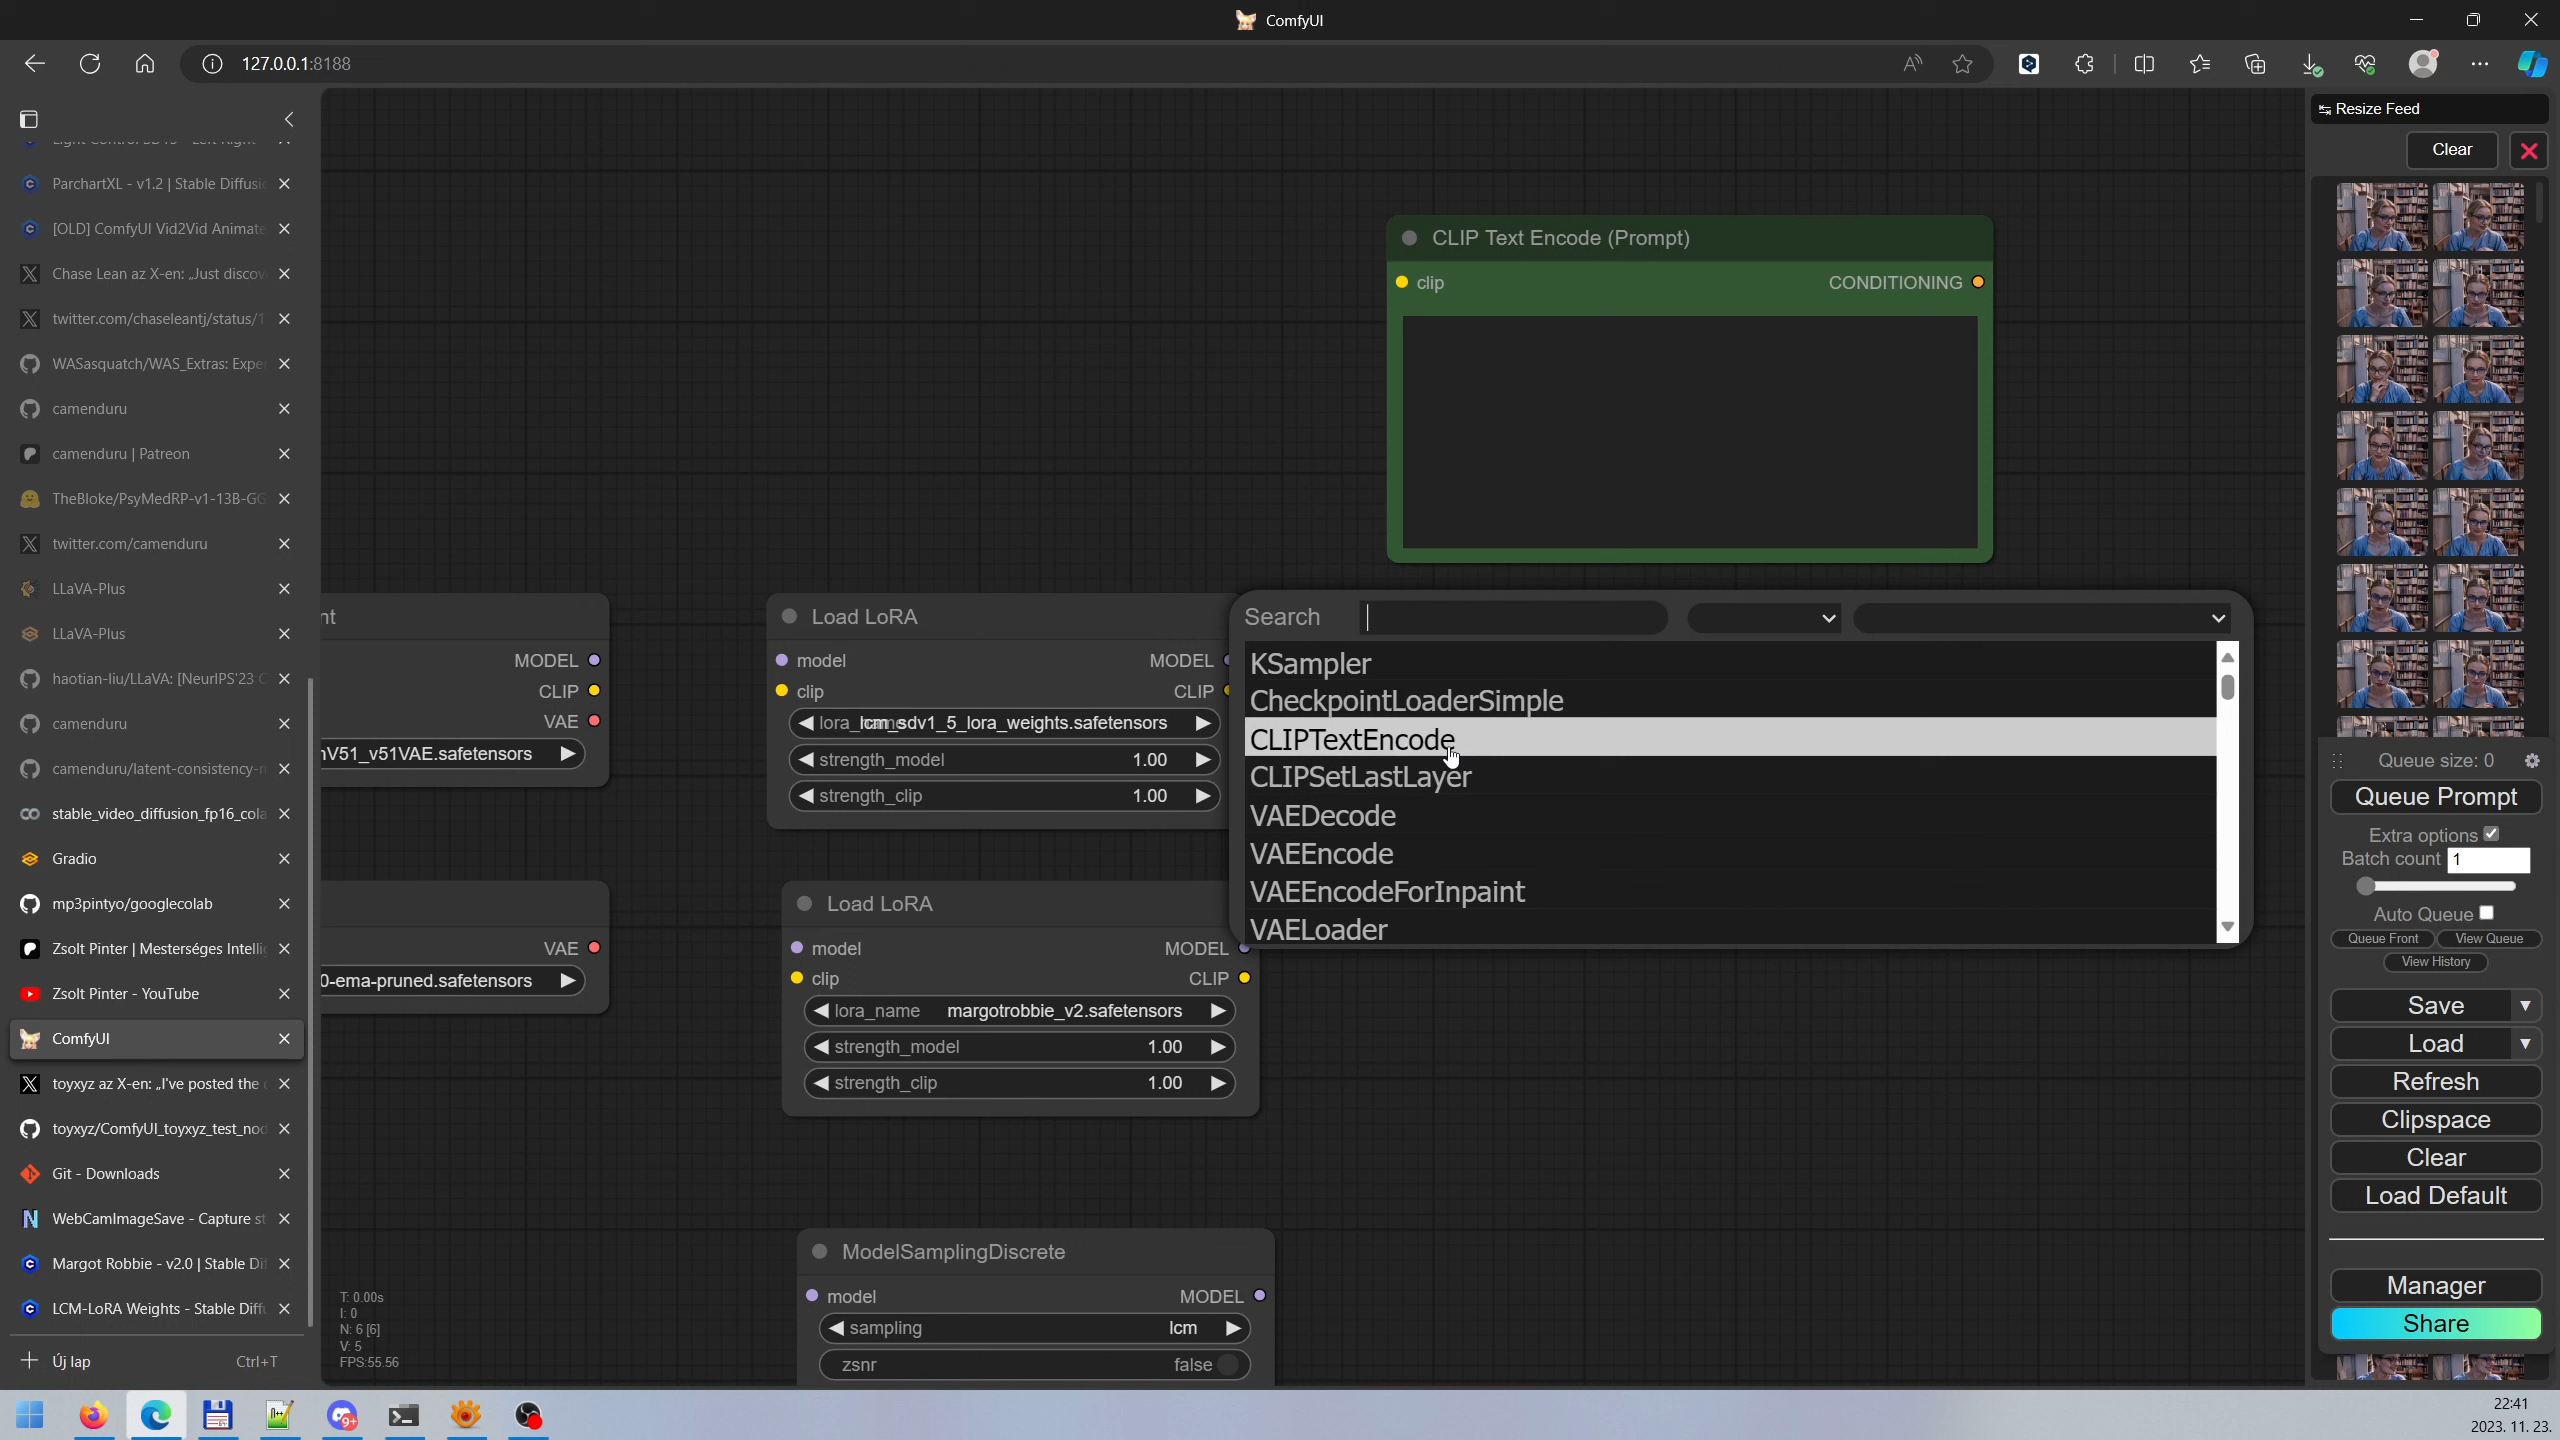 ComfyUI
127.0.0.1:8188
ParchartXL - v1.2 | Stable Diffusi
[OLD] ComfyUI Vid2Vid Animate
Chase Lean az X-en: „Just discov
twitter.com/chaseleantj/status/1
WASasquatch/WAS_Extras: Expe
camenduru
camenduru | Patreon
TheBloke/PsyMedRP-v1-13B-GG
twitter.com/camenduru
LLaVA-Plus
LLaVA-Plus
haotian-liu/LLaVA: [NeurIPS'23 O
camenduru
camenduru/latent-consistency-m
stable_video_diffusion_fp16_cola
Gradio
mp3pintyo/googlecolab
Zsolt Pinter | Mesterséges Intelli
Zsolt Pinter - YouTube
ComfyUI
toyxyz az X-en: „I've posted the
toyxyz/ComfyUI_toyxyz_test_nod
Git - Downloads
WebCamImageSave - Capture st
Margot Robbie - v2.0 | Stable Dif
LCM-LoRA Weights - Stable Diffu
Új lap Ctrl+T
CLIP Text Encode (Prompt)
clip CONDITIONING
nt
MODEL
CLIP
VAE
V51_v51VAE.safetensors
VAE
0-ema-pruned.safetensors
Load LoRA
model MODEL
clip CLIP
lcm_sdv1_5_lora_weights.safetensors
strength_model 1.00
strength_clip 1.00
Load LoRA
model MODEL
clip CLIP
lora_name margotrobbie_v2.safetensors
strength_model 1.00
strength_clip 1.00
ModelSamplingDiscrete
model MODEL
sampling lcm
zsnr false
Search
KSampler
CheckpointLoaderSimple
CLIPTextEncode
CLIPSetLastLayer
VAEDecode
VAEEncode
VAEEncodeForInpaint
VAELoader
T: 0.00s
I: 0
N: 6 [6]
V: 5
FPS:55.56
Resize Feed
Clear
Queue size: 0
Queue Prompt
Extra options
Batch count 1
Auto Queue
Queue Front View Queue
View History
Save
Load
Refresh
Clipspace
Clear
Load Default
Manager
Share
9+
22:41
2023. 11. 23.